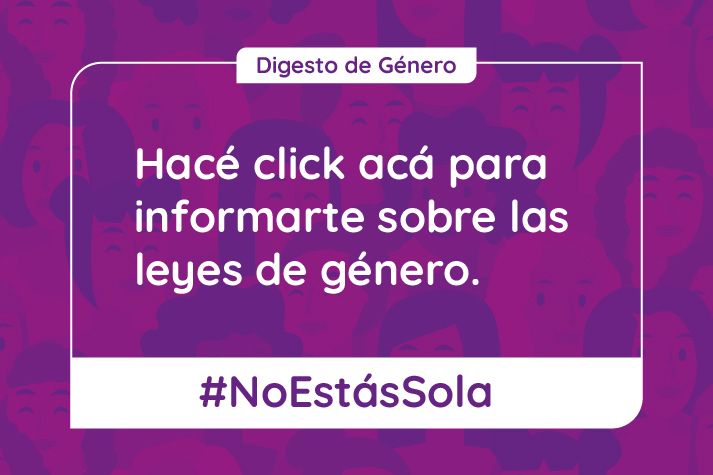 Digesto de Género
Hacé click acá para
informarte sobre las
leyes de género.
#NoEstásSola